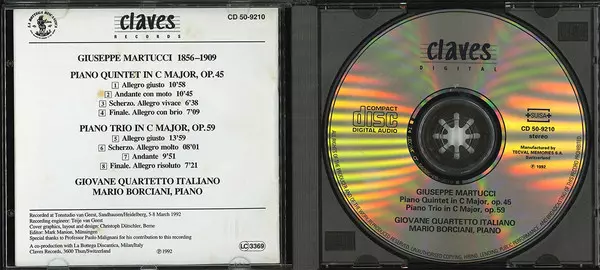 claves
RECORDS
CD 50-9210
GIUSEPPE MARTUCCI 1856–1909
PIANO QUINTET IN C MAJOR, OP. 45
1 Allegro giusto 10'58
2 Andante con moto 10'45
3 Scherzo. Allegro vivace 6'38
4 Finale. Allegro con brio 7'09
PIANO TRIO IN C MAJOR, OP.59
5 Allegro giusto 13'59
6 Scherzo. Allegro molto 08'01
7 Andante 9'51
8 Finale. Allegro risoluto 7'21
GIOVANE QUARTETTO ITALIANO
MARIO BORCIANI, PIANO
Recorded at Tonstudio van Geest, Sandhausen/Heidelberg, 5-8 March 1992
Recording engineer: Teije van Geest
Cover graphics, layout and design: Christoph Dütschler, Berne
Editor: Mark Manion,
Special thanks to Professor Paolo Malignani for his contribution to this recording
A co-production with La Bottega Discantica, Milan/Italy
Claves Records, 3600 Thun/Switzerland
℗1992
LC 3369
claves
DIGITAL
COMPACT
disc
DIGITAL AUDIO
SUISA
CD 50-9210
stereo
Manufactured by
TECVAL MEMORIES S.A.
Switzerland
℗ 1992
GIUSEPPE MARTUCCI
Piano Quintet in C Major, op. 45
Piano Trio in C Major, op. 59
GIOVANE QUARTETTO ITALIANO
MARIO BORCIANI, PIANO